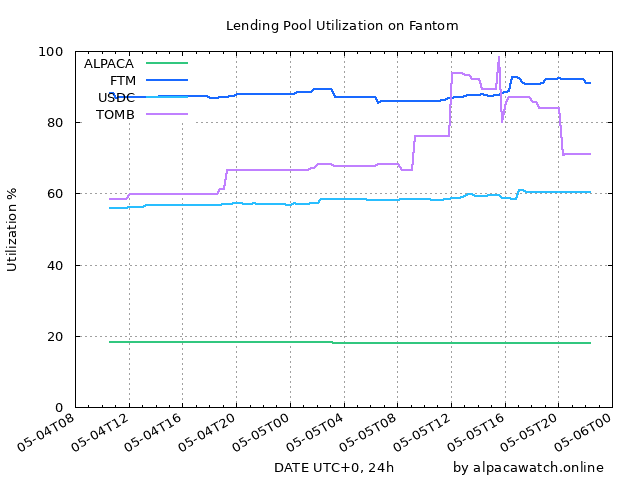 Lending Pool Utilization on Fantom
ALPACA
FTM
USDC
TOMB
Utilization %
100
80
60
40
20
0
05-04T08
05-04T12
05-04T16
05-04T20
05-05T00
05-05T04
05-05T08
05-05T12
05-05T16
05-05T20
05-06T00
DATE UTC+0, 24h
by alpacawatch.online